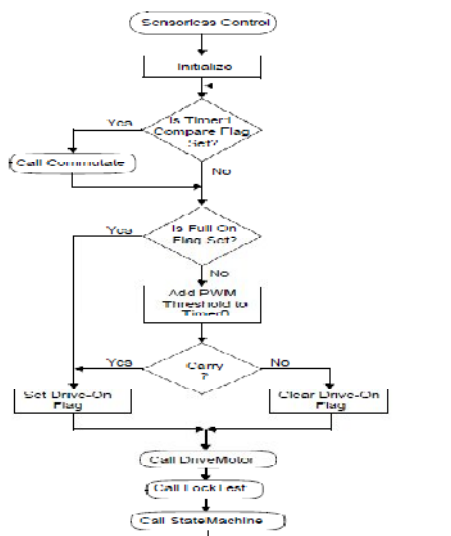 Sensorless Control
Initialize
Is Timer1
Compare Flag
Set?
Yes
Call Commutate
No
Is Full On
Flag Set?
Yes
No
Add PWM
Threshold to
Timer0
Carry
?
Yes
No
Set Drive-On
Flag
Clear Drive-On
Flag
Call DriveMotor
Call LockTest
Call StateMachine